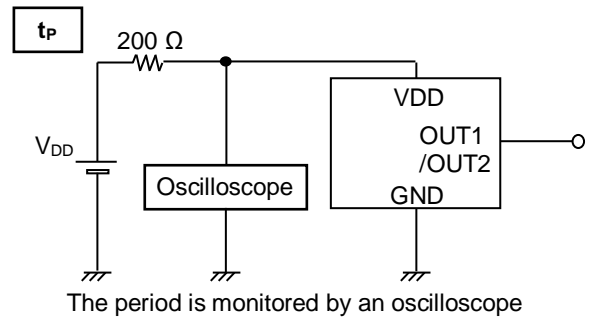 tP
200 Ω
VDD
VDD
OUT1
/OUT2
Oscilloscope
GND
The period is monitored by an oscilloscope